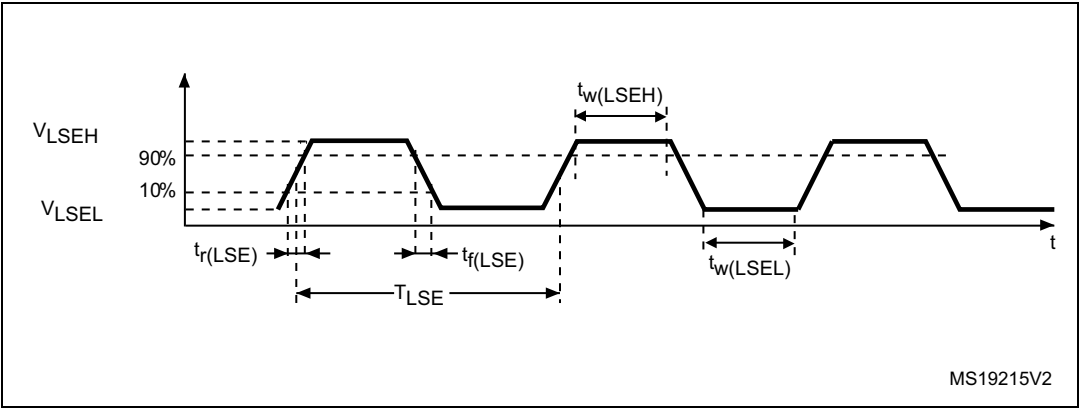 tw(LSEH)
VLSEH
90%
10%
VLSEL
tr(LSE)
tf(LSE)
tw(LSEL)
t
TLSE
MS19215V2